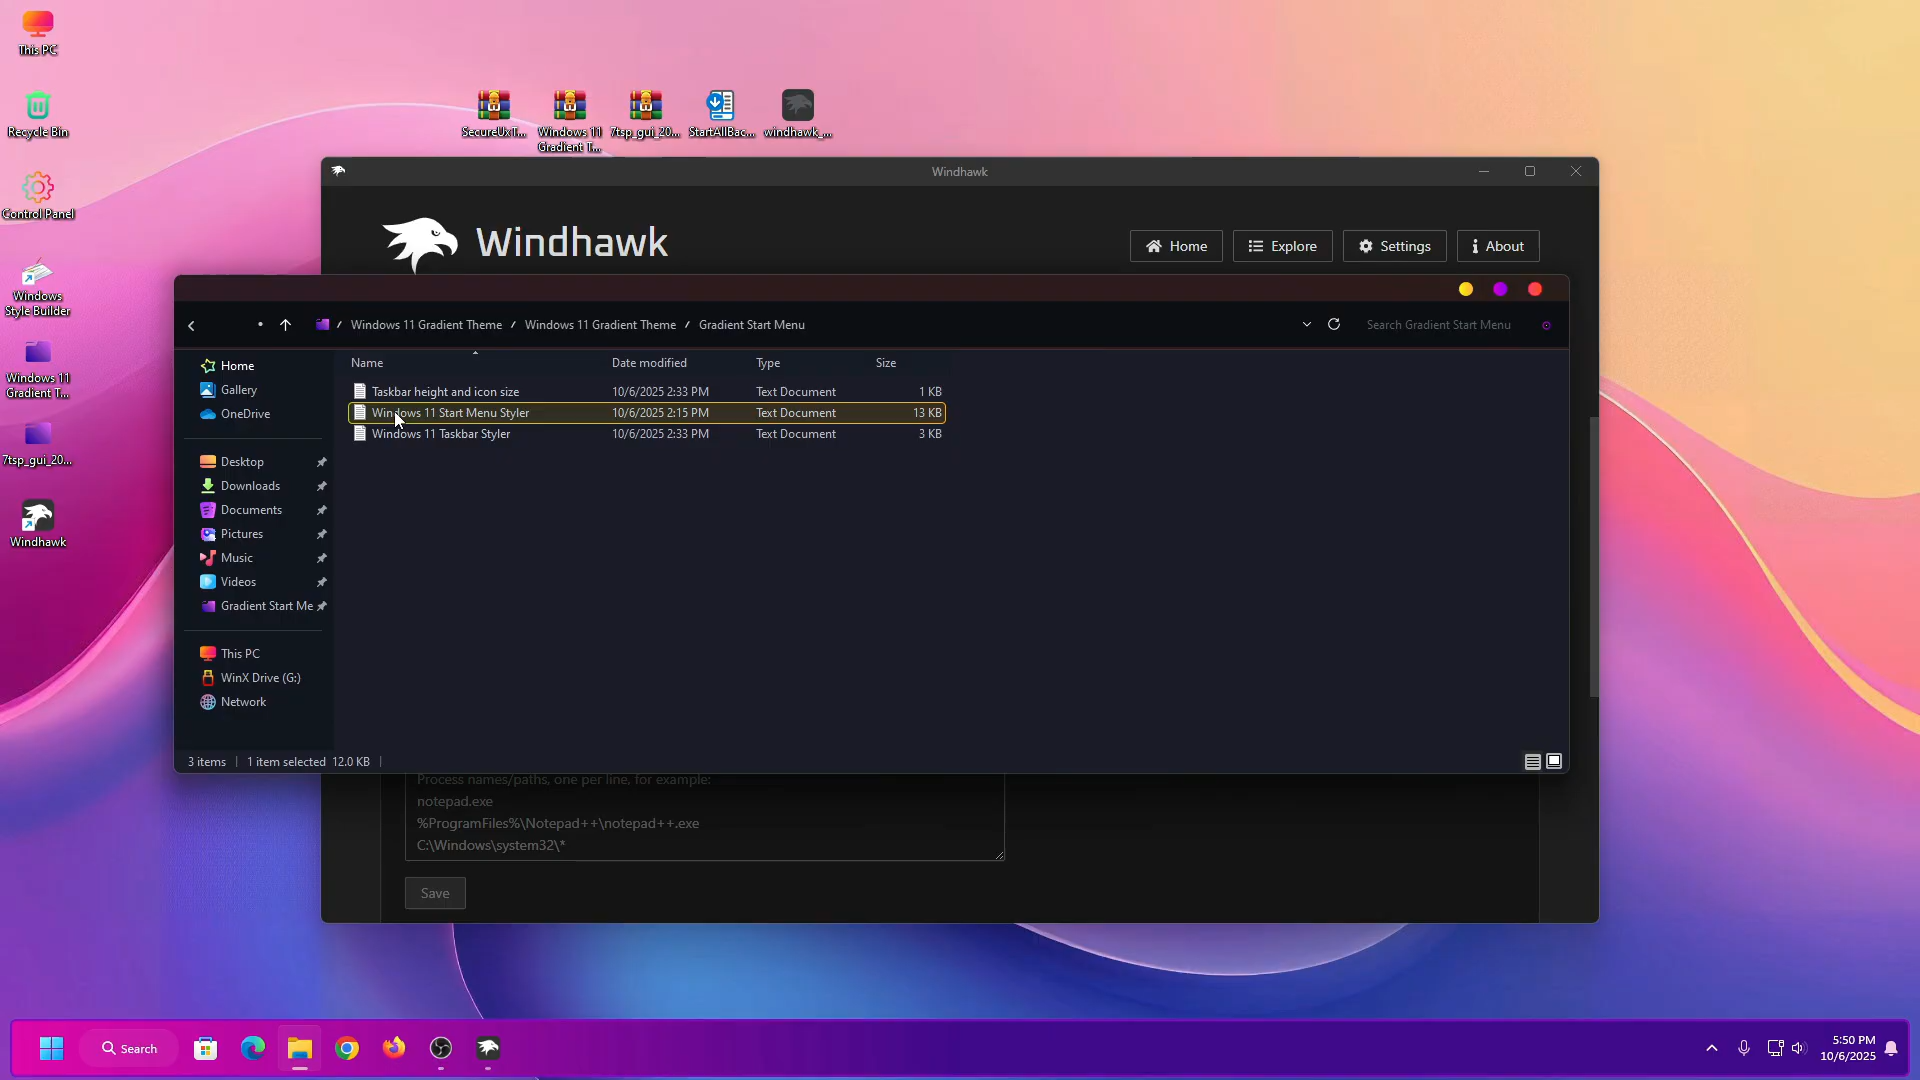 This PC
Recycle Bin
Control Panel
Windows
Style Builder
Windows 11
Gradient T...
7tsp_gui_20...
Windhawk
SecureUxT...
Windows 11
Gradient T...
7tsp_gui_20...
StartAllBac...
windhawk_...
Windhawk
Windhawk
Home
Explore
Settings
About
/ Windows 11 Gradient Theme / Windows 11 Gradient Theme / Gradient Start Menu
Search Gradient Start Menu
Home
Gallery
OneDrive
Desktop
Downloads
Documents
Pictures
Music
Videos
Gradient Start Me
This PC
WinX Drive (G:)
Network
Name Date modified Type Size
Taskbar height and icon size 10/6/2025 2:33 PM Text Document 1 KB
Windows 11 Start Menu Styler 10/6/2025 2:15 PM Text Document 13 KB
Windows 11 Taskbar Styler 10/6/2025 2:33 PM Text Document 3 KB
3 items | 1 item selected 12.0 KB |
Process names/paths, one per line, for example:
notepad.exe
%ProgramFiles%\Notepad++\notepad++.exe
C:\Windows\system32\*
Save
Search
5:50 PM
10/6/2025